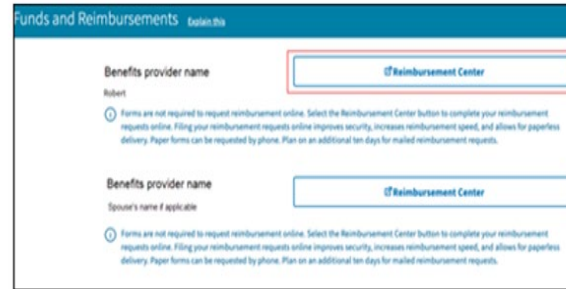 Funds and Reimbursements Explain this
Benefits provider name
Reimbursement Center
Robert
Forms are not required to request reimbursement online. Select the Reimbursement Center button to complete your reimbursement
requests online. Filing your reimbursement requests online improves security, increases reimbursement speed, and allows for paperless
delivery. Paper forms can be requested by phone. Plan on an additional ten days for mailed reimbursement requests.
Benefits provider name
Reimbursement Center
Spouse's name if applicable
Forms are not required to request reimbursement online. Select the Reimbursement Center button to complete your reimbursement
requests online. Filing your reimbursement requests online improves security, increases reimbursement speed, and allows for paperless
delivery. Paper forms can be requested by phone. Plan on an additional ten days for mailed reimbursement requests.